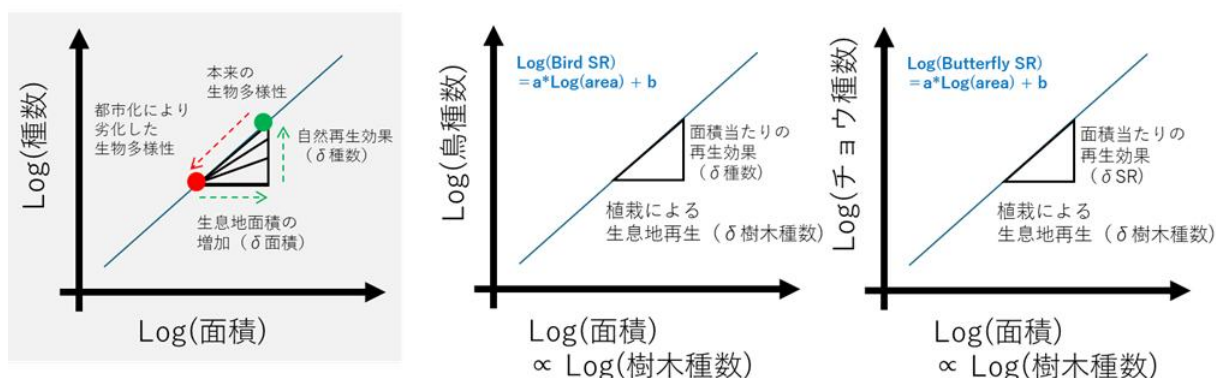 Log(種数)
本来の
生物多様性
都市化により
劣化した
生物多様性
自然再生効果
(δ種数)
生息地面積の
増加(δ面積)
Log(面積)
Log(鳥種数)
Log(Bird SR)
=a*Log(area) + b
面積当たりの
再生効果
(δ種数)
植栽による
生息地再生(δ樹木種数)
Log(面積)
∝ Log(樹木種数)
Log(チョウ種数)
Log(Butterfly SR)
=a*Log(area) + b
面積当たりの
再生効果
(δSR)
植栽による
生息地再生(δ樹木種数)
Log(面積)
∝ Log(樹木種数)